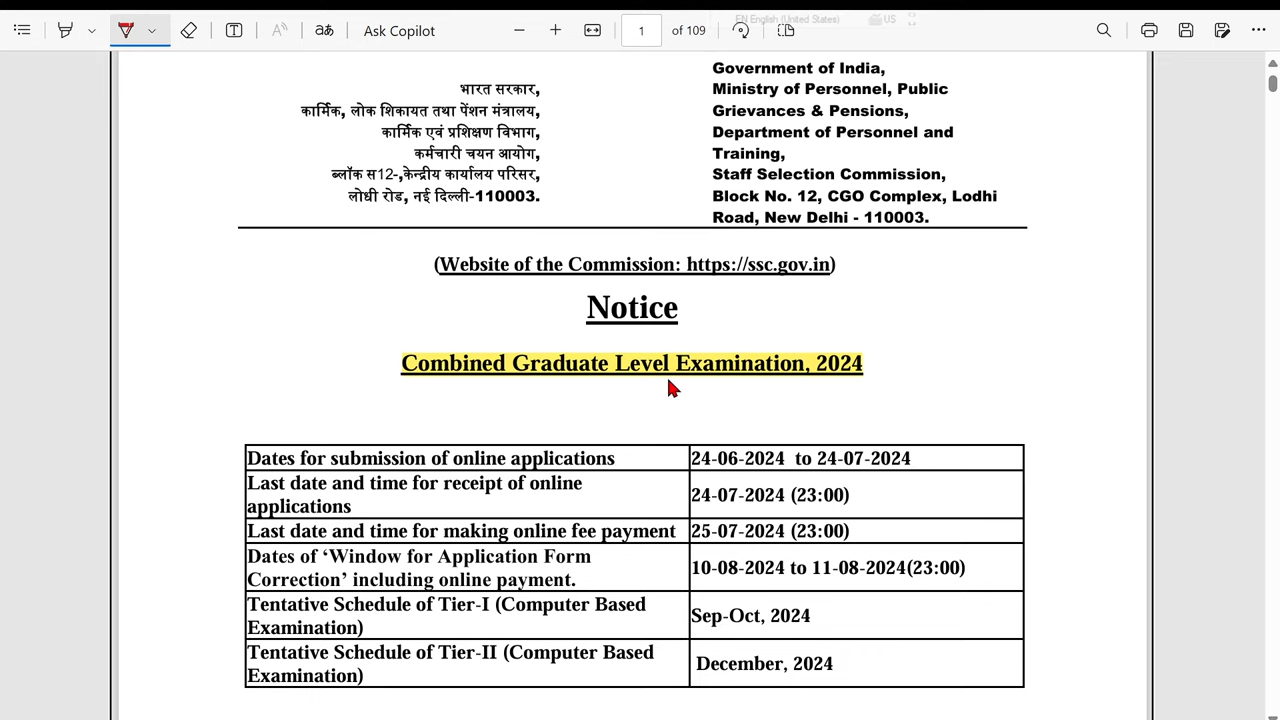 Ask Copilot
1
of 109
EN English (United States)
US
भारत सरकार,
कार्मिक, लोक शिकायत तथा पेंशन मंत्रालय,
कार्मिक एवं प्रशिक्षण विभाग,
कर्मचारी चयन आयोग,
ब्लॉक स12-,केन्द्रीय कार्यालय परिसर,
लोधी रोड, नई दिल्ली-110003.
Government of India,
Ministry of Personnel, Public
Grievances & Pensions,
Department of Personnel and
Training,
Staff Selection Commission,
Block No. 12, CGO Complex, Lodhi
Road, New Delhi - 110003.
(Website of the Commission: https://ssc.gov.in)
Notice
Combined Graduate Level Examination, 2024
Dates for submission of online applications 24-06-2024 to 24-07-2024
Last date and time for receipt of online
applications 24-07-2024 (23:00)
Last date and time for making online fee payment 25-07-2024 (23:00)
Dates of ‘Window for Application Form
Correction’ including online payment. 10-08-2024 to 11-08-2024(23:00)
Tentative Schedule of Tier-I (Computer Based
Examination) Sep-Oct, 2024
Tentative Schedule of Tier-II (Computer Based
Examination) December, 2024